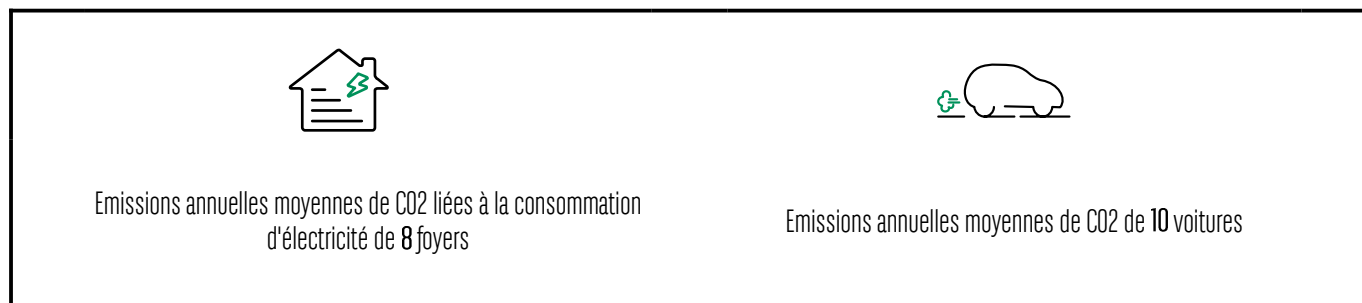 Emissions annuelles moyennes de CO2 liées à la consommation
d'électricité de 8 foyers
Emissions annuelles moyennes de CO2 de 10 voitures